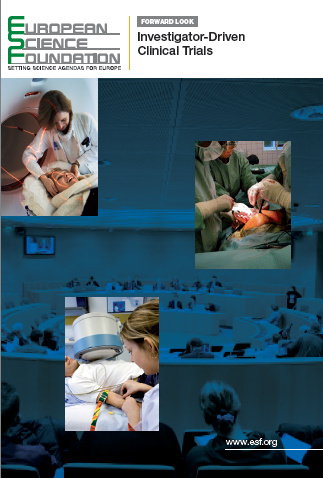 EUROPEAN
SCIENCE
FOUNDATION
SETTING SCIENCE AGENDAS FOR EUROPE
FORWARD LOOK
Investigator-Driven
Clinical Trials
www.esf.org